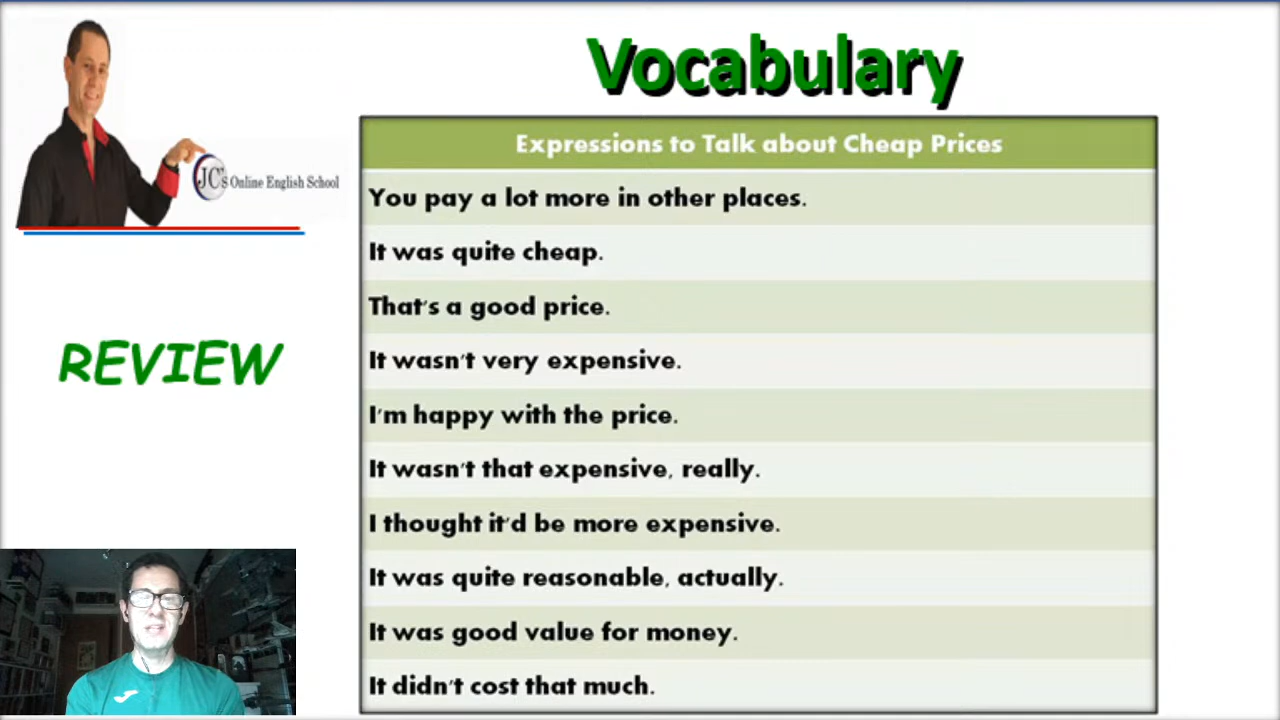 Vocabulary
JC's Online English School
Expressions to Talk about Cheap Prices
You pay a lot more in other places.
It was quite cheap.
That's a good price.
REVIEW
It wasn't very expensive.
I'm happy with the price.
It wasn't that expensive, really.
I thought it'd be more expensive.
It was quite reasonable, actually.
It was good value for money.
It didn't cost that much.